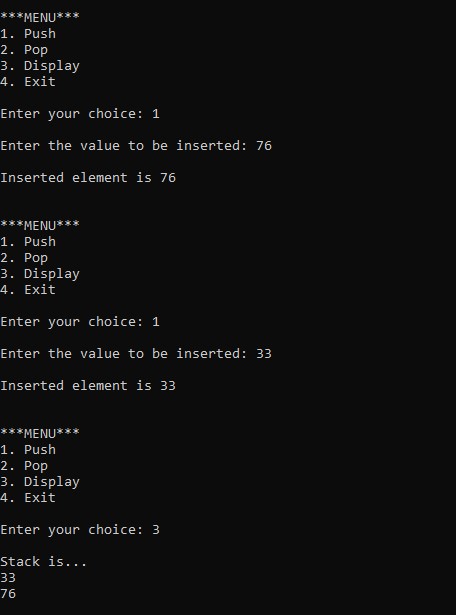 ***MENU***
1. Push
2. Pop
3. Display
4. Exit
Enter your choice: 1
Enter the value to be inserted: 76
Inserted element is 76
***MENU***
1. Push
2. Pop
3. Display
4. Exit
Enter your choice: 1
Enter the value to be inserted: 33
Inserted element is 33
***MENU***
1. Push
2. Pop
3. Display
4. Exit
Enter your choice: 3
Stack is...
33
76